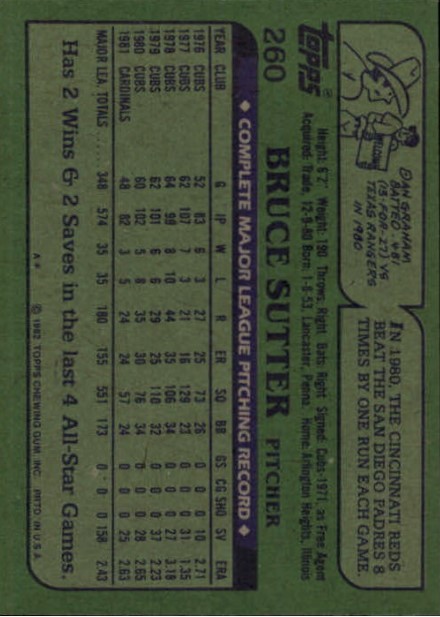 DAN GRAHAM
BATTED .481
(13-FOR-27) VS
TEXAS RANGERS
IN 1980
IN 1980, THE CINCINNATI REDS
BEAT THE SAN DIEGO PADRES 8
TIMES BY ONE RUN EACH GAME.
topps®
Height: 6'2" Weight: 190 Throws: Right Bats: Right Signed: Cubs-1971, as Free Agent
Acquired: Trade, 12-9-80 Born: 1-8-53, Lancaster, Penna. Home: Arlington Heights, Illinois
260 BRUCE SUTTER PITCHER
◆ COMPLETE MAJOR LEAGUE PITCHING RECORD ◆
YEAR CLUB G IP W L R ER SO BB GS CG SHO SV ERA
1976 CUBS 52 83 6 3 27 25 73 26 0 0 0 10 2.71
1977 CUBS 62 107 7 3 21 16 129 23 0 0 0 31 1.35
1978 CUBS 64 99 8 10 44 35 106 34 0 0 0 27 3.18
1979 CUBS 62 101 6 6 29 25 110 32 0 0 0 37 2.23
1980 CUBS 60 102 5 8 35 30 76 34 0 0 0 28 2.65
1981 CARDINALS 48 82 3 5 24 24 57 24 0 0 0 25 2.63
MAJOR LEA. TOTALS....... 348 574 35 35 180 155 551 173 0 0 0 158 2.43
Has 2 Wins & 2 Saves in the last 4 All-Star Games.
A* © 1982 TOPPS CHEWING GUM, INC. PRTD. IN U.S.A.